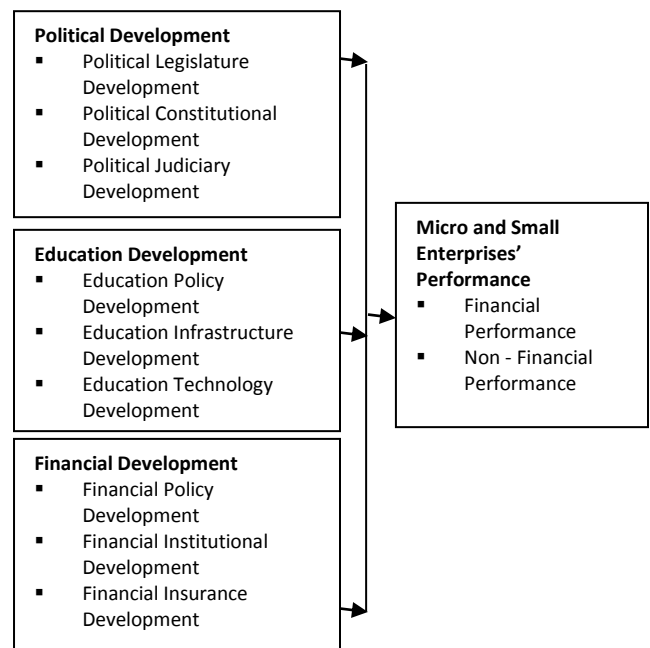 Political Development
▪ Political Legislature
Development
▪ Political Constitutional
Development
▪ Political Judiciary
Development
Education Development
▪ Education Policy
Development
▪ Education Infrastructure
Development
▪ Education Technology
Development
Financial Development
▪ Financial Policy
Development
▪ Financial Institutional
Development
▪ Financial Insurance
Development
Micro and Small
Enterprises’
Performance
▪ Financial
Performance
▪ Non - Financial
Performance